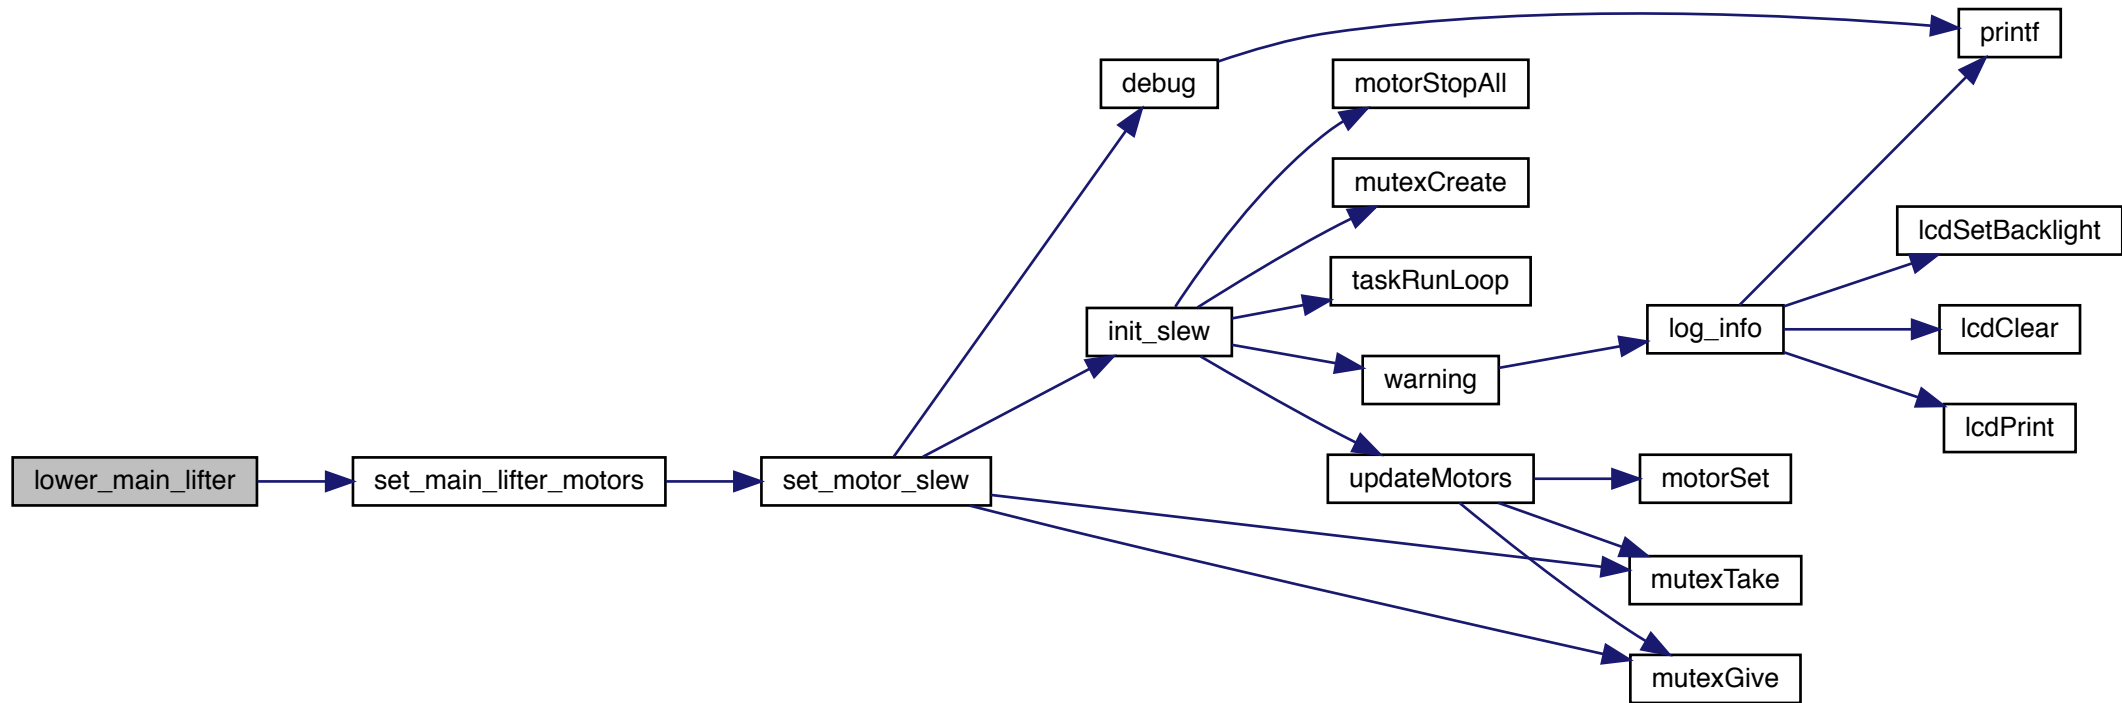 printf
debug
motorStopAll
mutexCreate
lcdSetBacklight
taskRunLoop
init_slew
log_info
lcdClear
warning
lcdPrint
lower_main_lifter
set_main_lifter_motors
set_motor_slew
updateMotors
motorSet
mutexTake
mutexGive